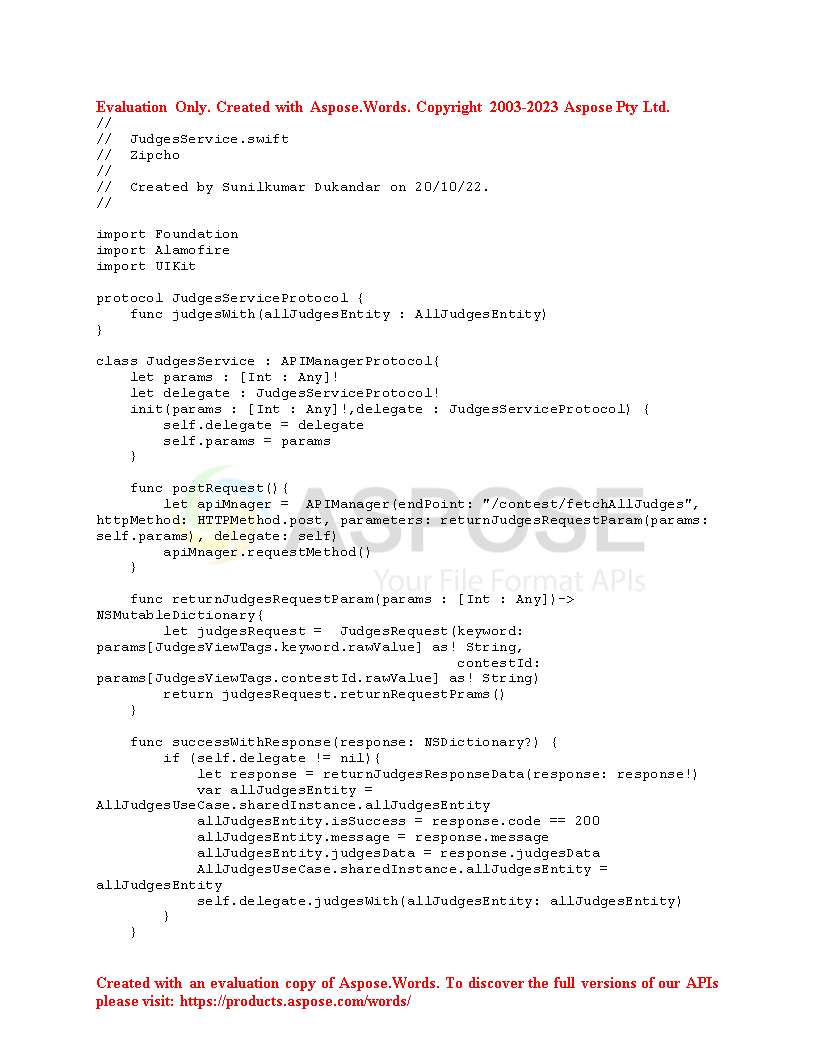 Evaluation Only. Created with Aspose.Words. Copyright 2003-2023 Aspose Pty Ltd.
//
//  JudgesService.swift
//  Zipcho
//
//  Created by Sunilkumar Dukandar on 20/10/22.
//
import Foundation
import Alamofire
import UIKit
protocol JudgesServiceProtocol {
    func judgesWith(allJudgesEntity : AllJudgesEntity)
}
class JudgesService : APIManagerProtocol{
    let params : [Int : Any]!
    let delegate : JudgesServiceProtocol!
    init(params : [Int : Any]!,delegate : JudgesServiceProtocol) {
        self.delegate = delegate
        self.params = params
    }
    func postRequest(){
        let apiMnager =  APIManager(endPoint: "/contest/fetchAllJudges",
httpMethod: HTTPMethod.post, parameters: returnJudgesRequestParam(params:
self.params), delegate: self)
        apiMnager.requestMethod()
    }
ASPOSE
Your File Format APIs
    func returnJudgesRequestParam(params : [Int : Any])->
NSMutableDictionary{
        let judgesRequest =  JudgesRequest(keyword:
params[JudgesViewTags.keyword.rawValue] as! String,
                                           contestId:
params[JudgesViewTags.contestId.rawValue] as! String)
        return judgesRequest.returnRequestPrams()
    }
    func successWithResponse(response: NSDictionary?) {
        if (self.delegate != nil){
            let response = returnJudgesResponseData(response: response!)
            var allJudgesEntity =
AllJudgesUseCase.sharedInstance.allJudgesEntity
            allJudgesEntity.isSuccess = response.code == 200
            allJudgesEntity.message = response.message
            allJudgesEntity.judgesData = response.judgesData
            AllJudgesUseCase.sharedInstance.allJudgesEntity =
allJudgesEntity
            self.delegate.judgesWith(allJudgesEntity: allJudgesEntity)
        }
    }
Created with an evaluation copy of Aspose.Words. To discover the full versions of our APIs
please visit: https://products.aspose.com/words/